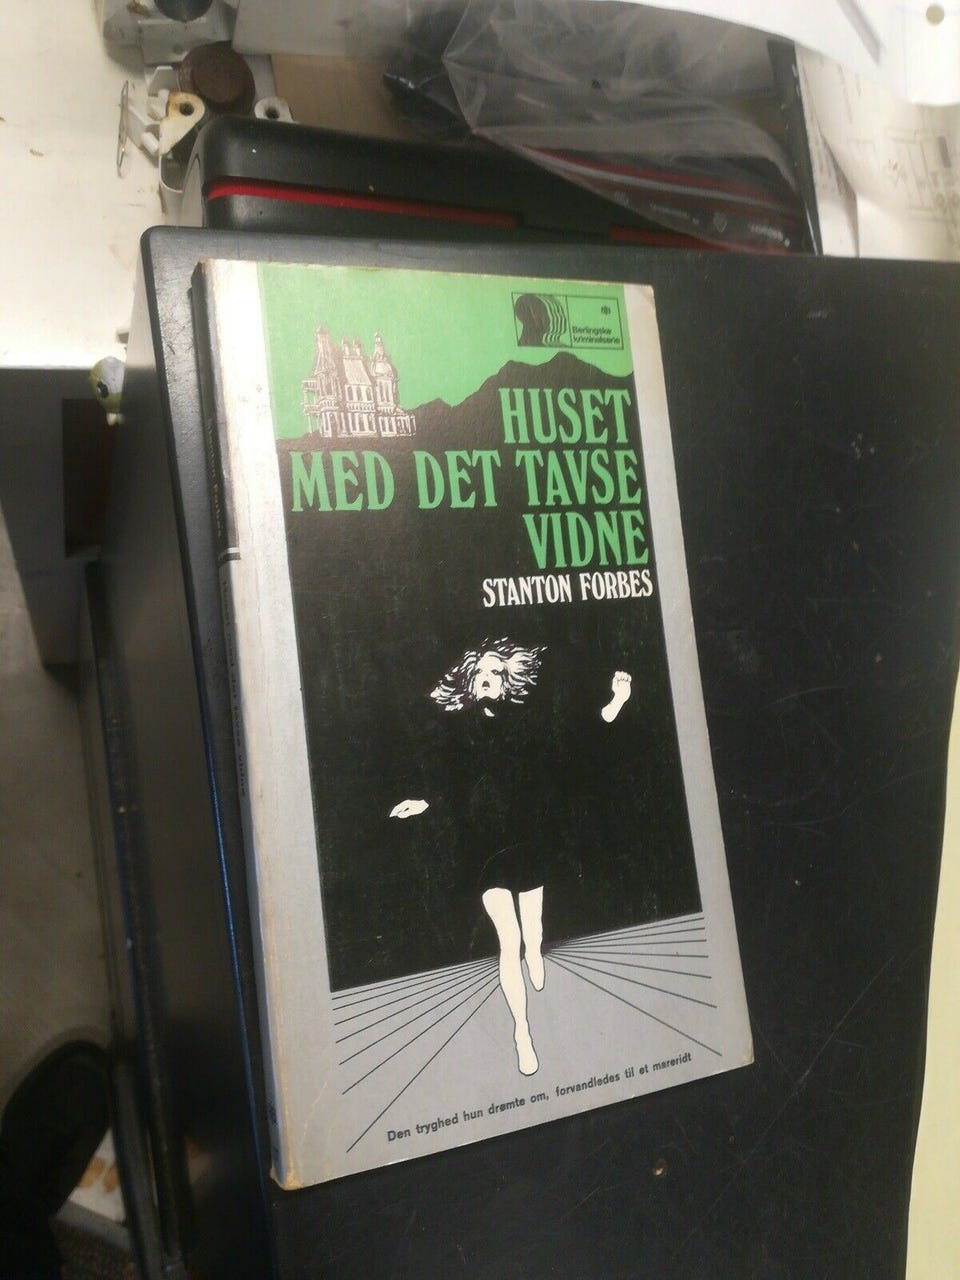 Berlingske
kriminalserie
HUSET
MED DET TAVSE
VIDNE
STANTON FORBES
Den tryghed hun drømte om, forvandledes til et mareridt